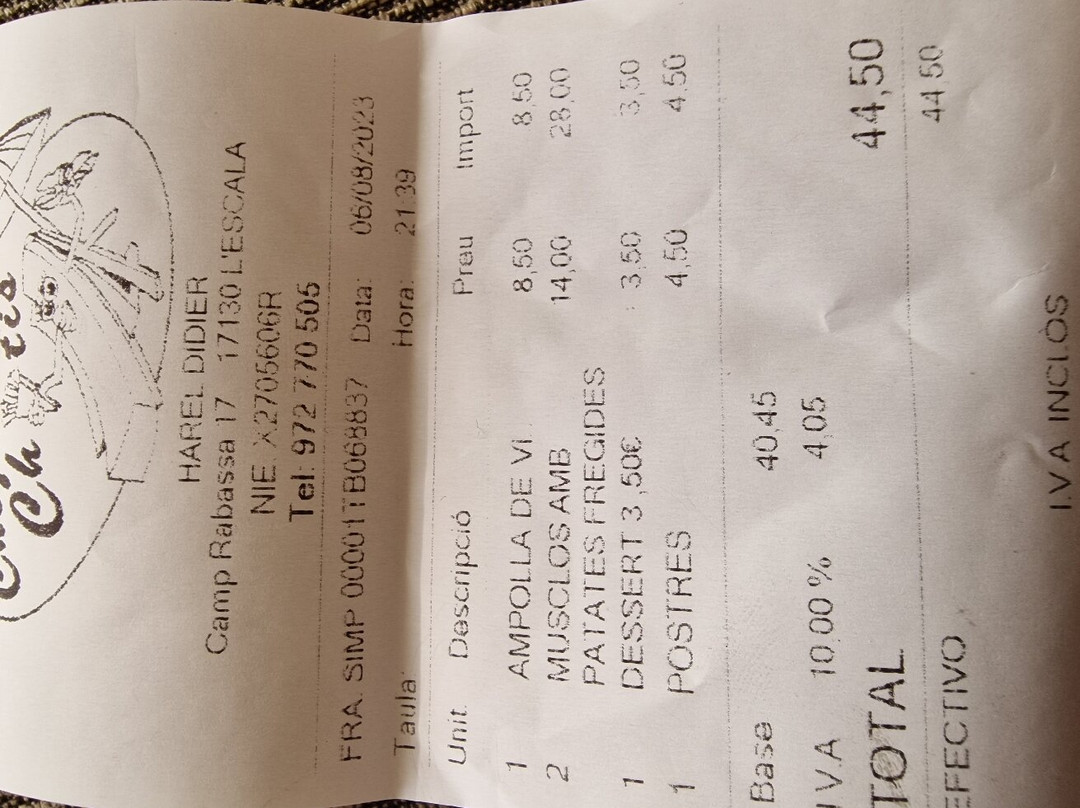 Ch tis
HAREL DIDIER
Camp Rabassa 17 17130 L'ESCALA
NIE X2705606R
Tel: 972 770 505
FRA. SIMP 00001TB068837 Data: 06/08/2023
Taula: Hora: 21:39
Unit. Descripció Preu Import
1 AMPOLLA DE VI 8,50 8,50
2 MUSCLOS AMB 14,00 28,00
PATATES FREGIDES
1 DESSERT 3,50€ 3,50 3,50
1 POSTRES 4,50 4,50
Base 40,45
I.V.A 10,00% 4,05
TOTAL 44,50
EFECTIVO 44,50
I.V.A INCLÒS